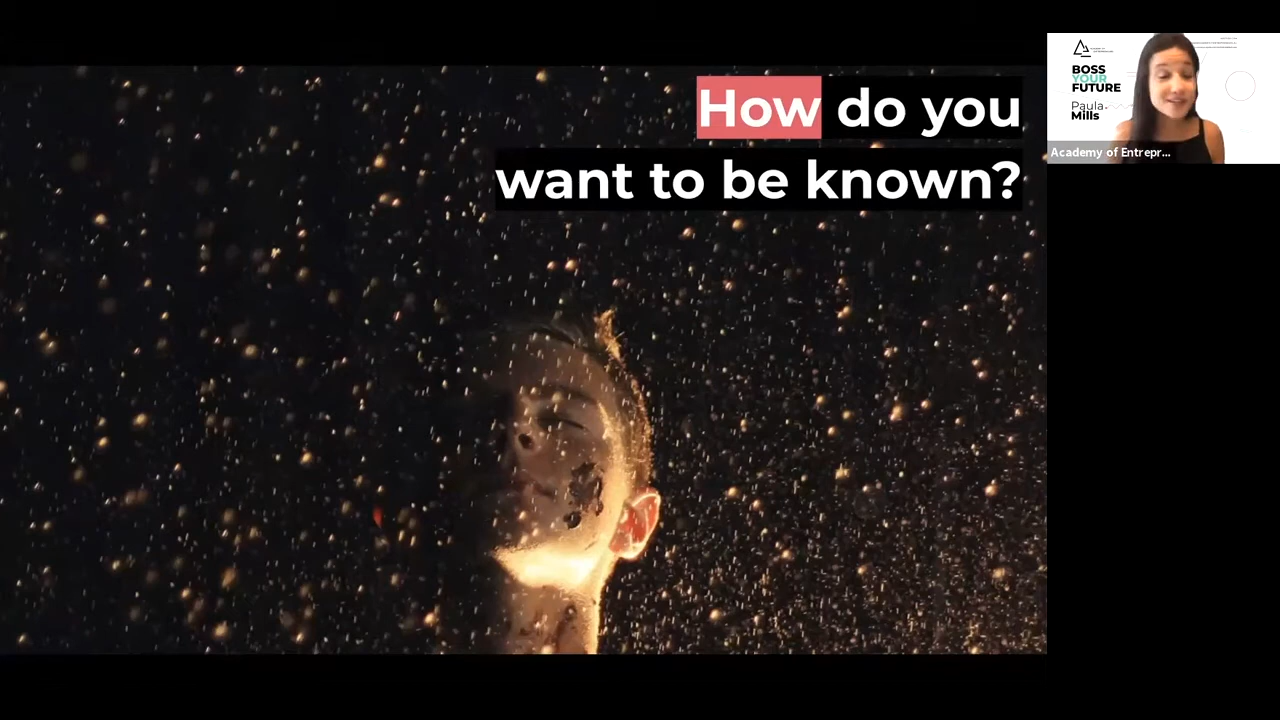 How do you
want to be known?
BOSS
YOUR
FUTURE
Paula
Mills
Academy of Entrepr...